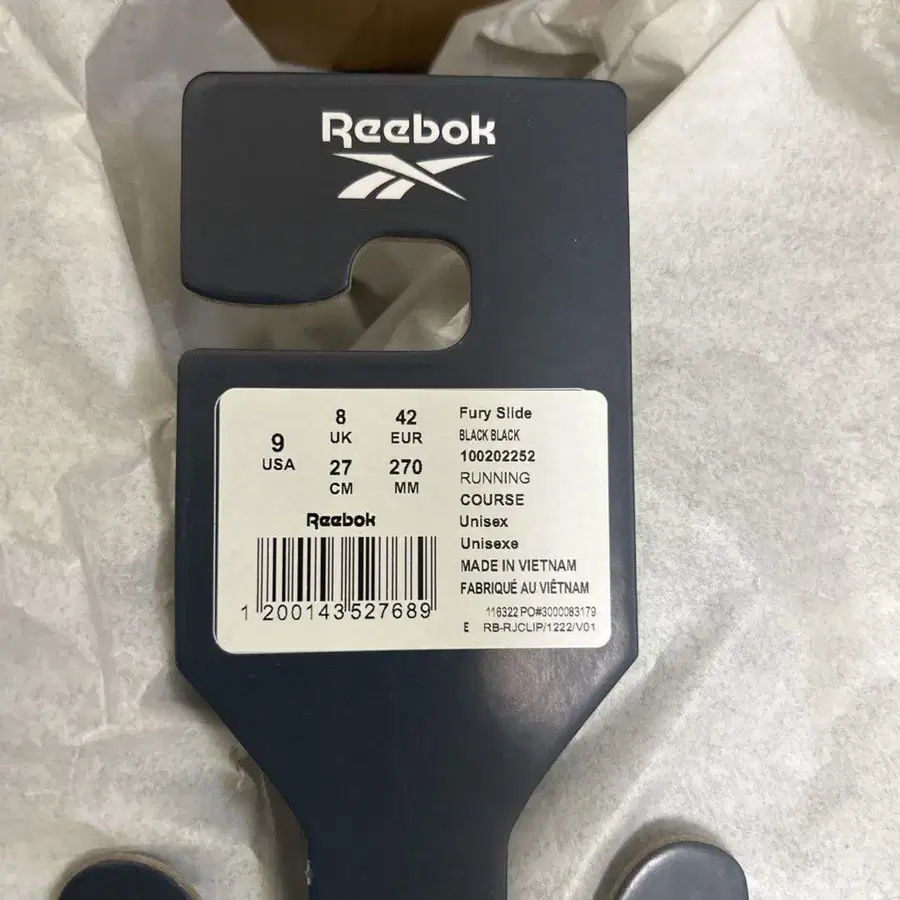 Reebok
9
USA
8
UK
42
EUR
27
CM
270
MM
Reebok
1 200143 527689
Fury Slide
BLACK BLACK
100202252
RUNNING
COURSE
Unisex
Unisexe
MADE IN VIETNAM
FABRIQUÉ AU VIÊTNAM
116322 PO#3000083179
E RB-RJCLIP/1222/V01